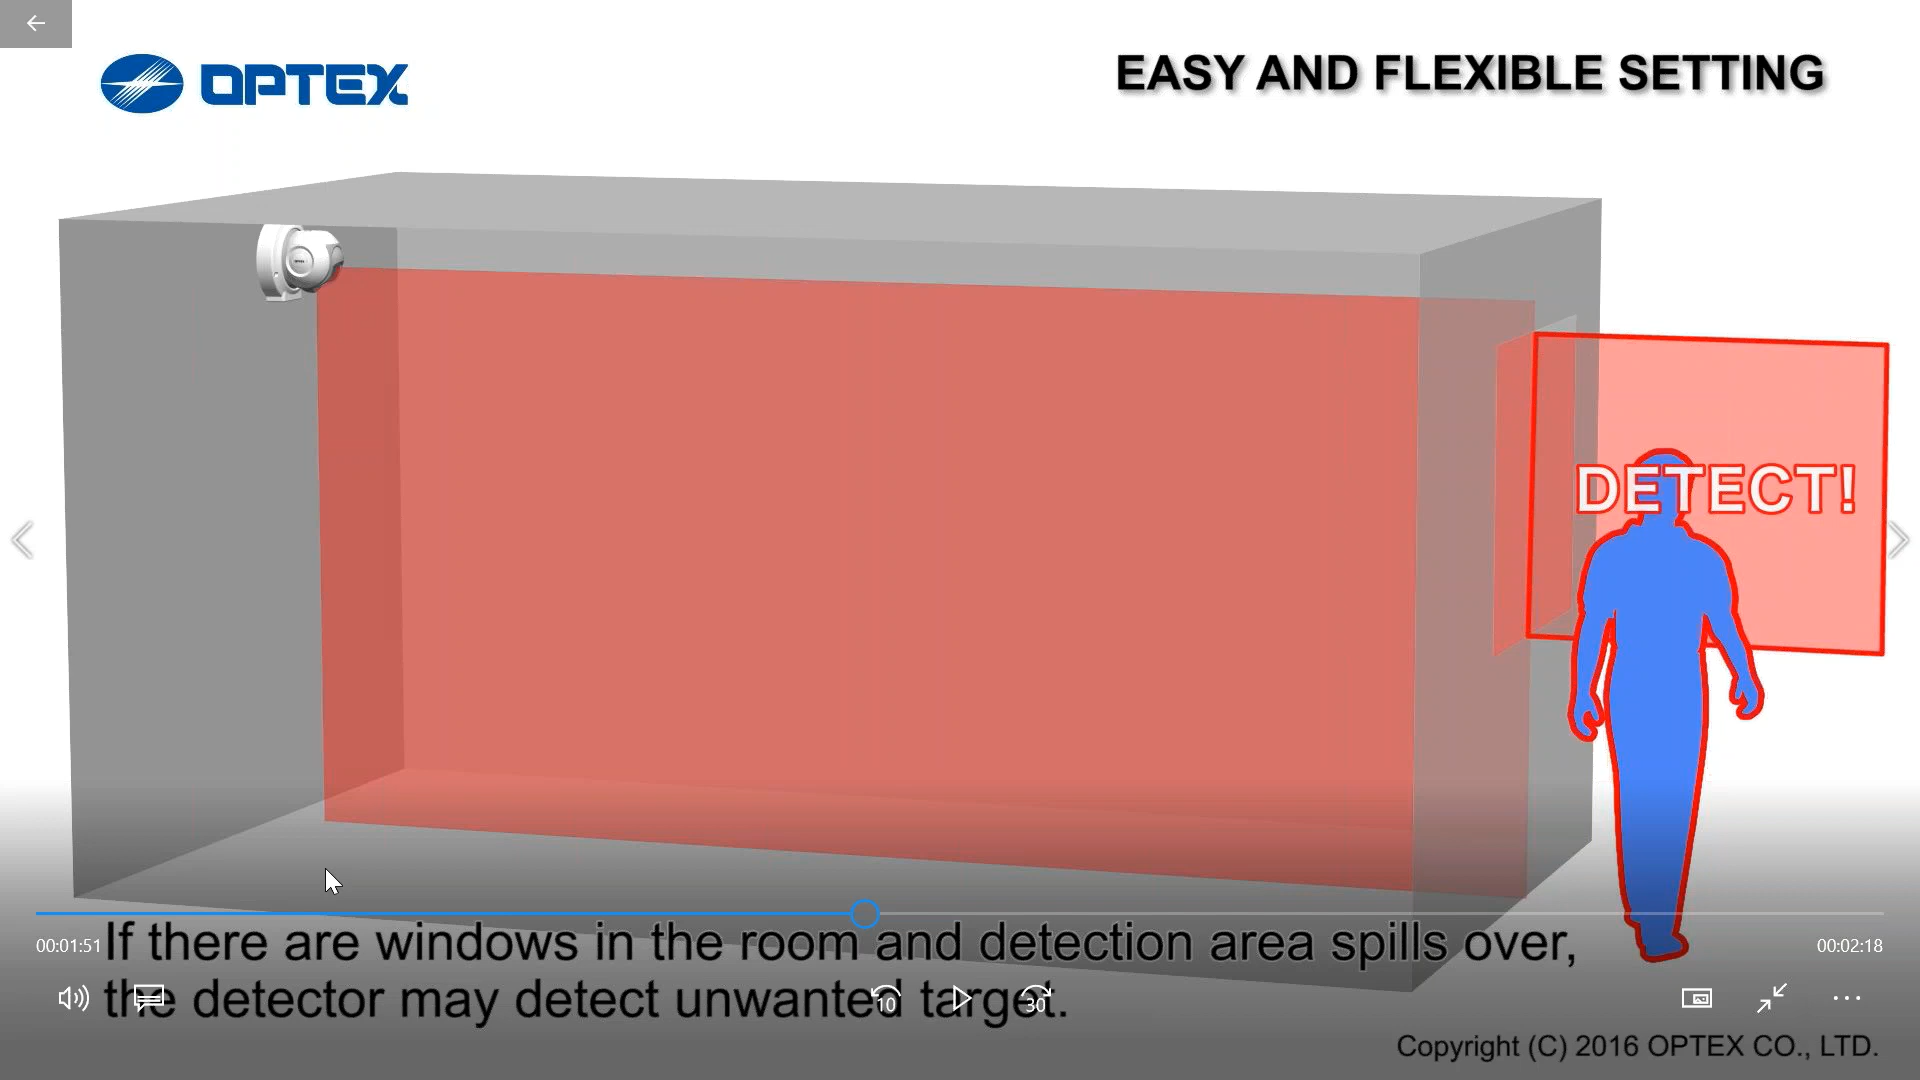 OPTEX
EASY AND FLEXIBLE SETTING
DETECT!
00:01:51
If there are windows in the room and detection area spills over,
00:02:18
the detector may detect unwanted target.
10
30
Copyright (C) 2016 OPTEX CO., LTD.